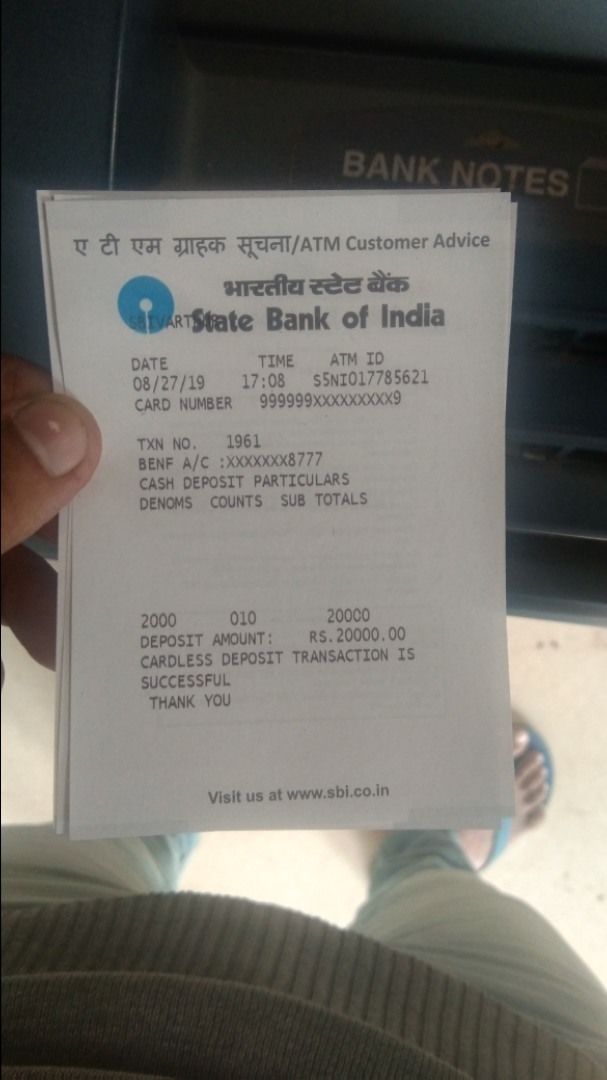 BANK NOTES
ए टी एम ग्राहक सूचना/ATM Customer Advice
भारतीय स्टेट बैंक
State Bank of India
DATE TIME ATM ID
08/27/19 17:08 S5NI017785621
CARD NUMBER 999999XXXXXXXXX9
TXN NO. 1961
BENF A/C :XXXXXXX8777
CASH DEPOSIT PARTICULARS
DENOMS COUNTS SUB TOTALS
2000 010 20000
DEPOSIT AMOUNT: RS.20000.00
CARDLESS DEPOSIT TRANSACTION IS
SUCCESSFUL
THANK YOU
Visit us at www.sbi.co.in